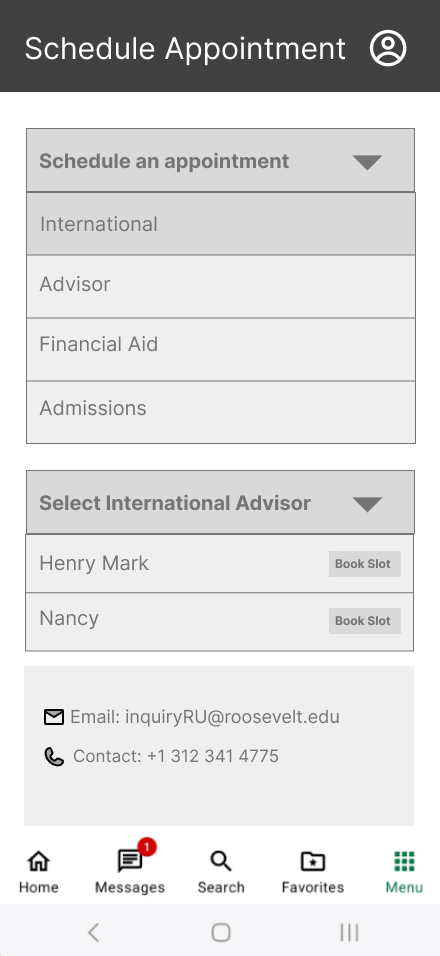 Schedule Appointment
Schedule an appointment
International
Advisor
Financial Aid
Admissions
Select International Advisor
Henry Mark Book Slot
Nancy Book Slot
Email: inquiryRU@roosevelt.edu
Contact: +1 312 341 4775
1
Home Messages Search Favorites Menu